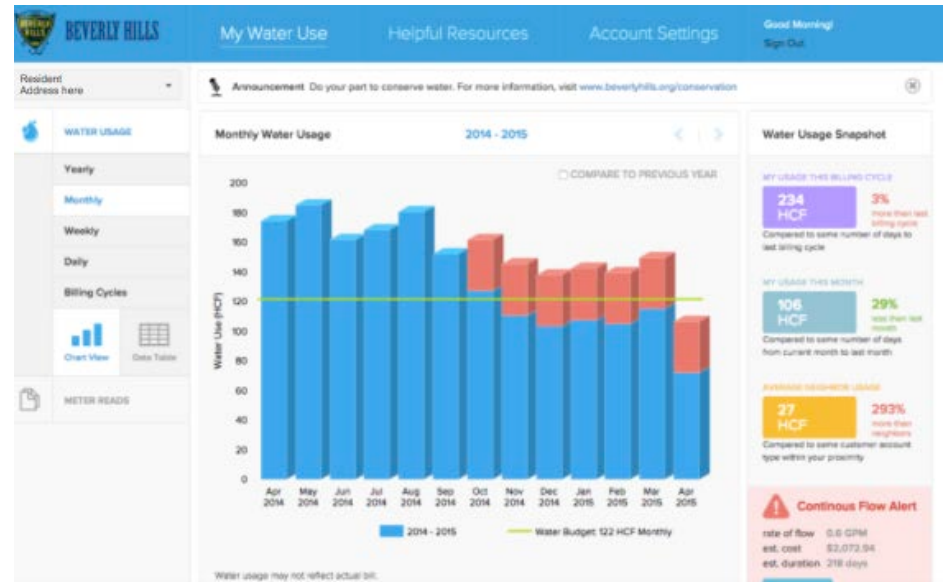 BEVERLY HILLS
My Water Use
Helpful Resources
Account Settings
Good Morning!
Sign Out
Resident
Address here
Announcement Do your part to conserve water. For more information, visit www.beverlyhills.org/conservation
WATER USAGE
Yearly
Monthly
Weekly
Daily
Billing Cycles
Chart View
Data Table
METER READS
Monthly Water Usage
2014 - 2015
COMPARE TO PREVIOUS YEAR
Water Use (HCF)
200
180
160
140
120
100
80
60
40
20
0
Apr 2014
May 2014
Jun 2014
Jul 2014
Aug 2014
Sep 2014
Oct 2014
Nov 2014
Dec 2014
Jan 2015
Feb 2015
Mar 2015
Apr 2015
2014 - 2015
Water Budget: 122 HCF Monthly
Water usage may not reflect actual bill.
Water Usage Snapshot
MY USAGE THIS BILLING CYCLE
234
HCF
3%
more than last
billing cycle
Compared to same number of days to
last billing cycle
MY USAGE THIS MONTH
106
HCF
29%
less than last
month
Compared to same number of days
from current month to last month
AVERAGE NEIGHBOR USAGE
27
HCF
293%
more than
neighbors
Compared to same customer account
type within your proximity
Continous Flow Alert
rate of flow 0.6 GPM
est. cost $2,072.94
est. duration 218 days